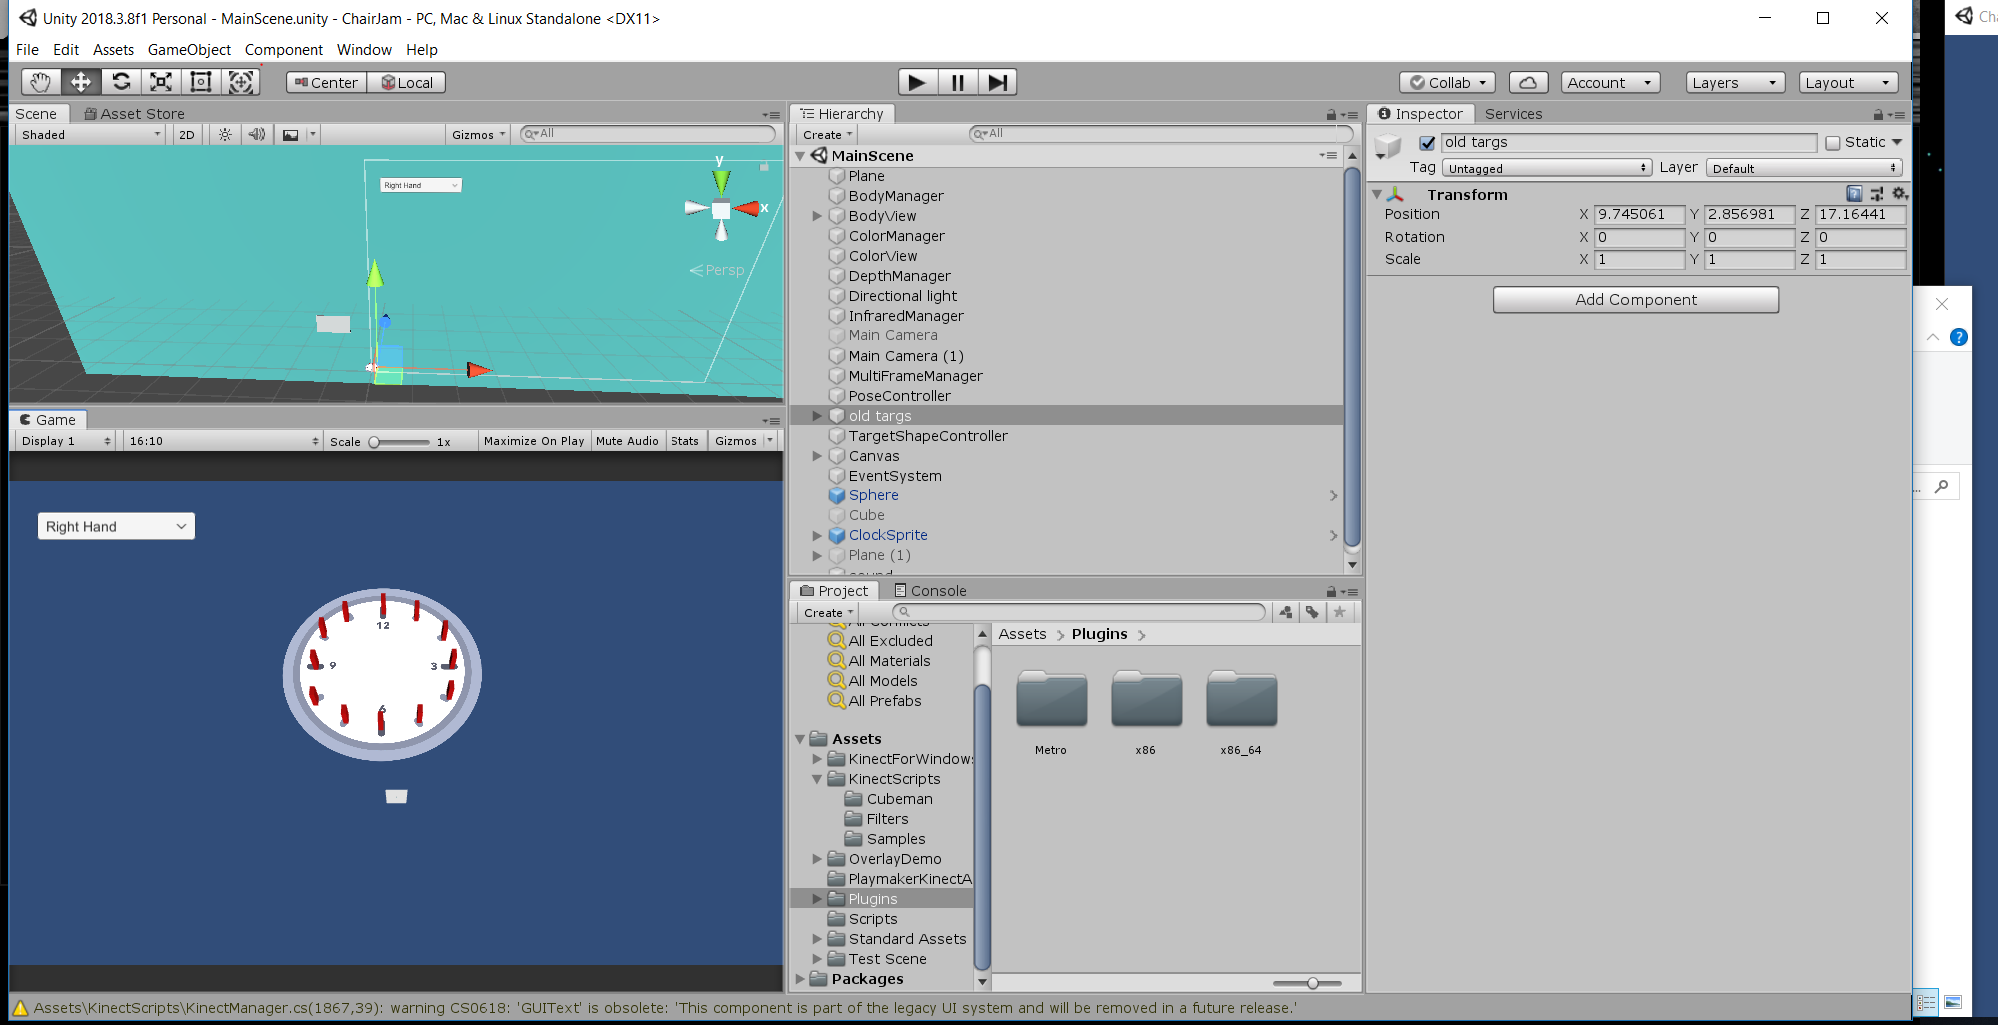 Unity 2018.3.8f1 Personal - MainScene.unity - ChairJam - PC, Mac & Linux Standalone <DX11>
File Edit Assets GameObject Component Window Help
Center Local
Collab Account Layers Layout
Scene Asset Store
Shaded 2D Gizmos All
Right Hand
y
x
Persp
Game
Display 1 16:10 Scale 1x Maximize On Play Mute Audio Stats Gizmos
Right Hand
12
9 3
6
Hierarchy
Create All
MainScene
Plane
BodyManager
BodyView
ColorManager
ColorView
DepthManager
Directional light
InfraredManager
Main Camera
Main Camera (1)
MultiFrameManager
PoseController
old targs
TargetShapeController
Canvas
EventSystem
Sphere
Cube
ClockSprite
Plane (1)
sound
Project Console
Create
All Conflicts
All Excluded
All Materials
All Models
All Prefabs
Assets
KinectForWindows
KinectScripts
Cubeman
Filters
Samples
OverlayDemo
PlaymakerKinectA
Plugins
Scripts
Standard Assets
Test Scene
Packages
Assets > Plugins >
Metro x86 x86_64
Inspector Services
old targs Static
Tag Untagged Layer Default
Transform
Position X 9.745061 Y 2.856981 Z 17.16441
Rotation X 0 Y 0 Z 0
Scale X 1 Y 1 Z 1
Add Component
Assets\KinectScripts\KinectManager.cs(1867,39): warning CS0618: 'GUIText' is obsolete: 'This component is part of the legacy UI system and will be removed in a future release.'
Cha
...